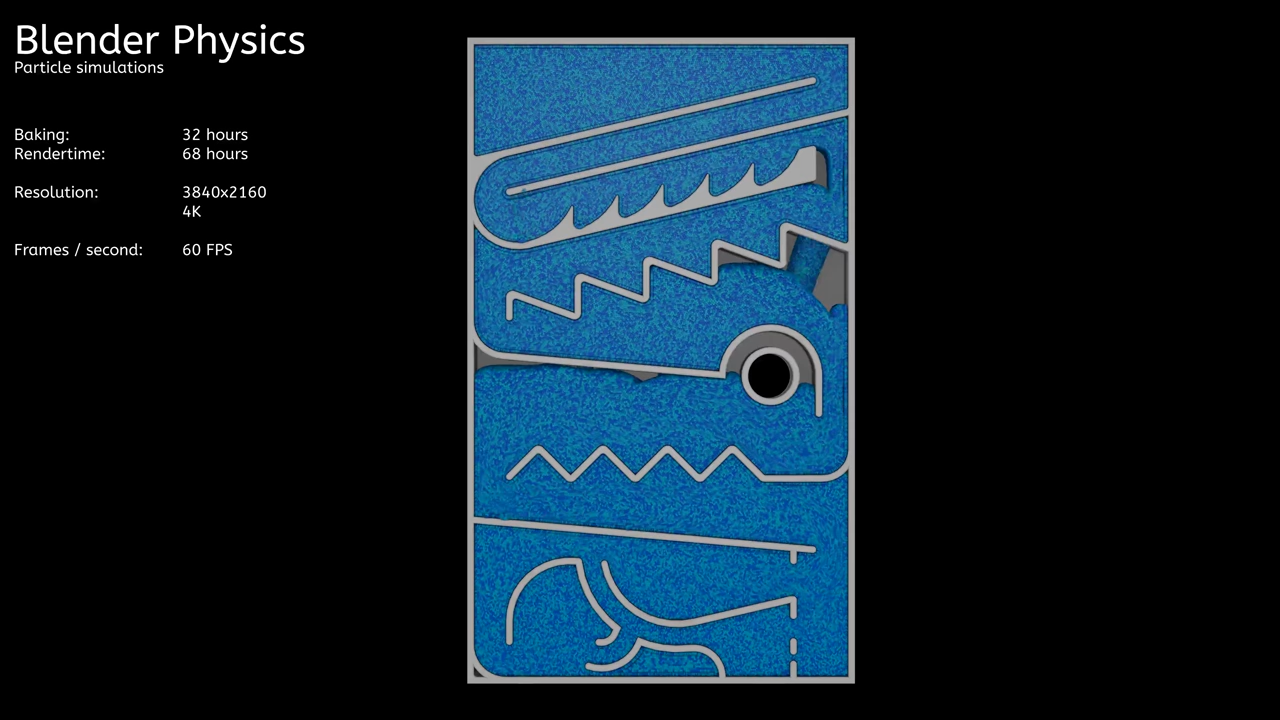 Blender Physics
Particle simulations
Baking: 32 hours
Rendertime: 68 hours
Resolution: 3840x2160
4K
Frames / second: 60 FPS